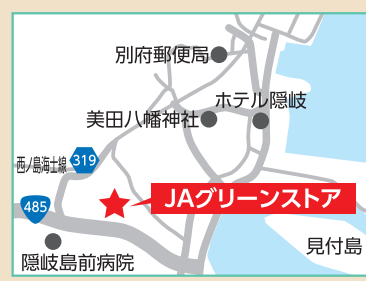 別府郵便局
ホテル隠岐
美田八幡神社
西ノ島海士線
319
JAグリーンストア
485
見付島
隠岐島前病院